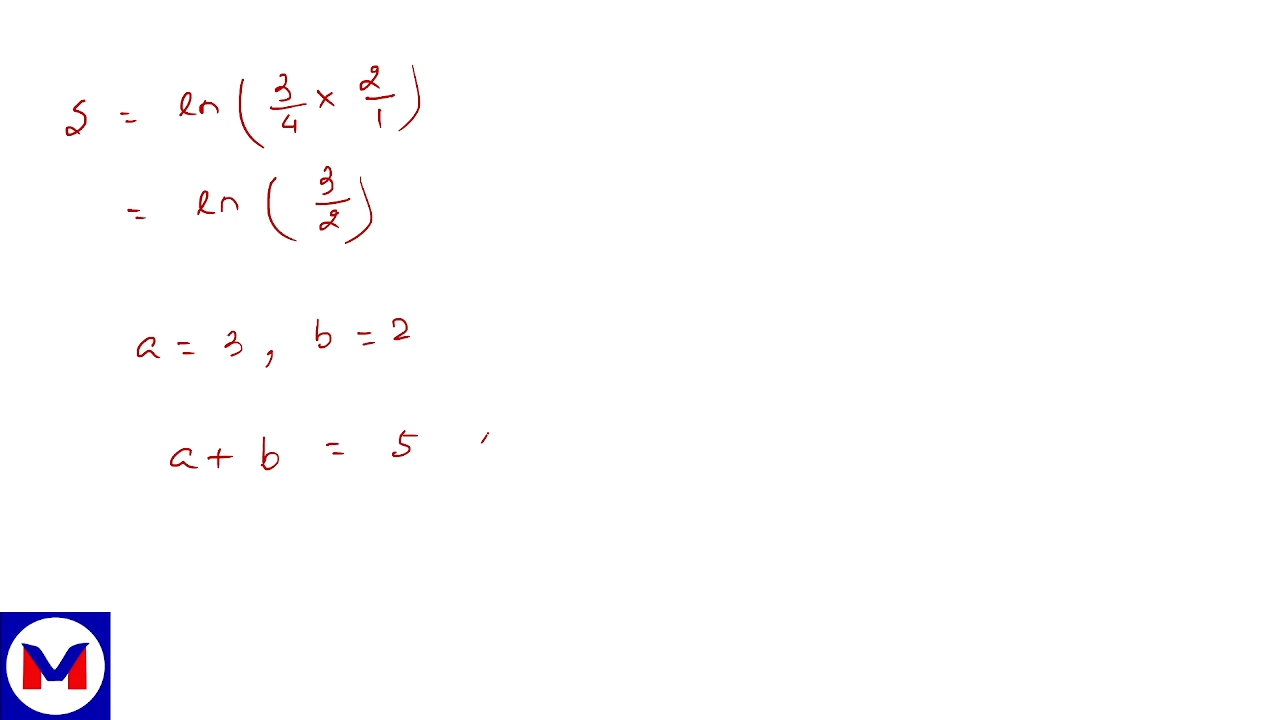 S = ln(3/4 × 2/1)
= ln(3/2)
a = 3, b = 2
a + b = 5
M